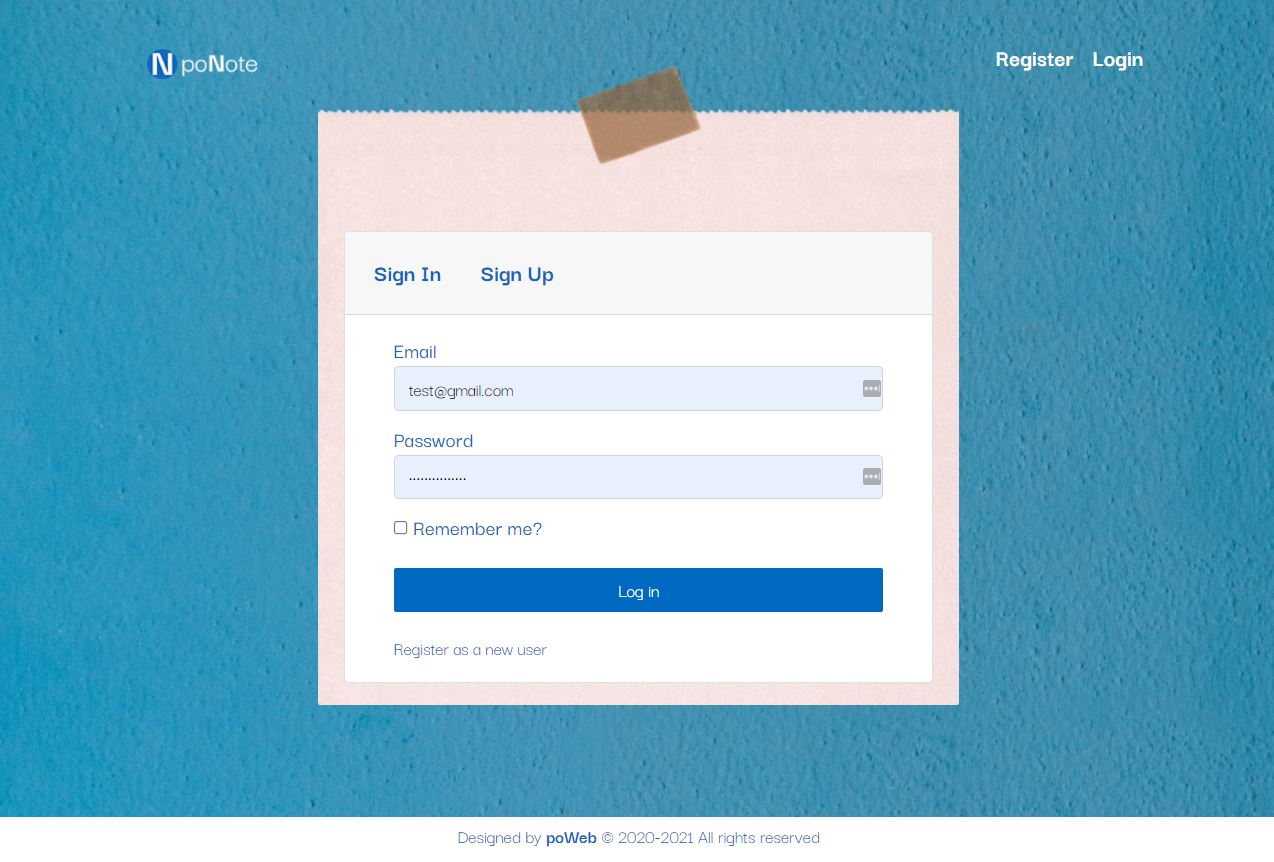 N poNote
Register Login
Sign In Sign Up
Email
test@gmail.com
Password
Remember me?
Log in
Register as a new user
Designed by poWeb © 2020-2021 All rights reserved